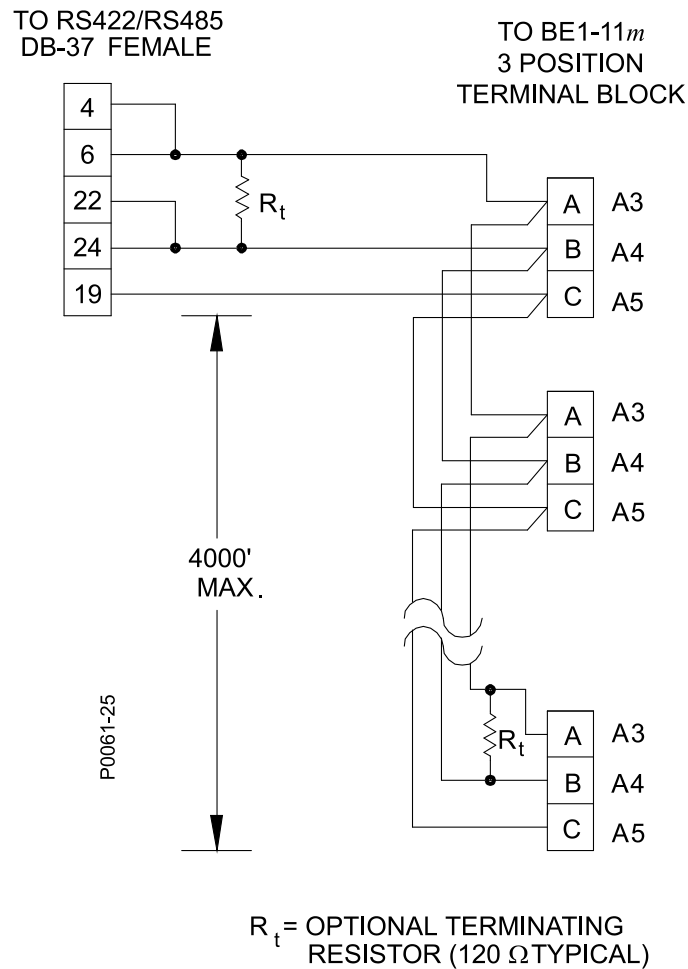 TO RS422/RS485
DB-37 FEMALE
TO BE1-11m
3 POSITION
TERMINAL BLOCK
4
6
22
24
19
Rt
A A3
B A4
C A5
A A3
B A4
C A5
4000'
MAX.
P0061-25
Rt
A A3
B A4
C A5
Rt = OPTIONAL TERMINATING
RESISTOR (120 Ω TYPICAL)